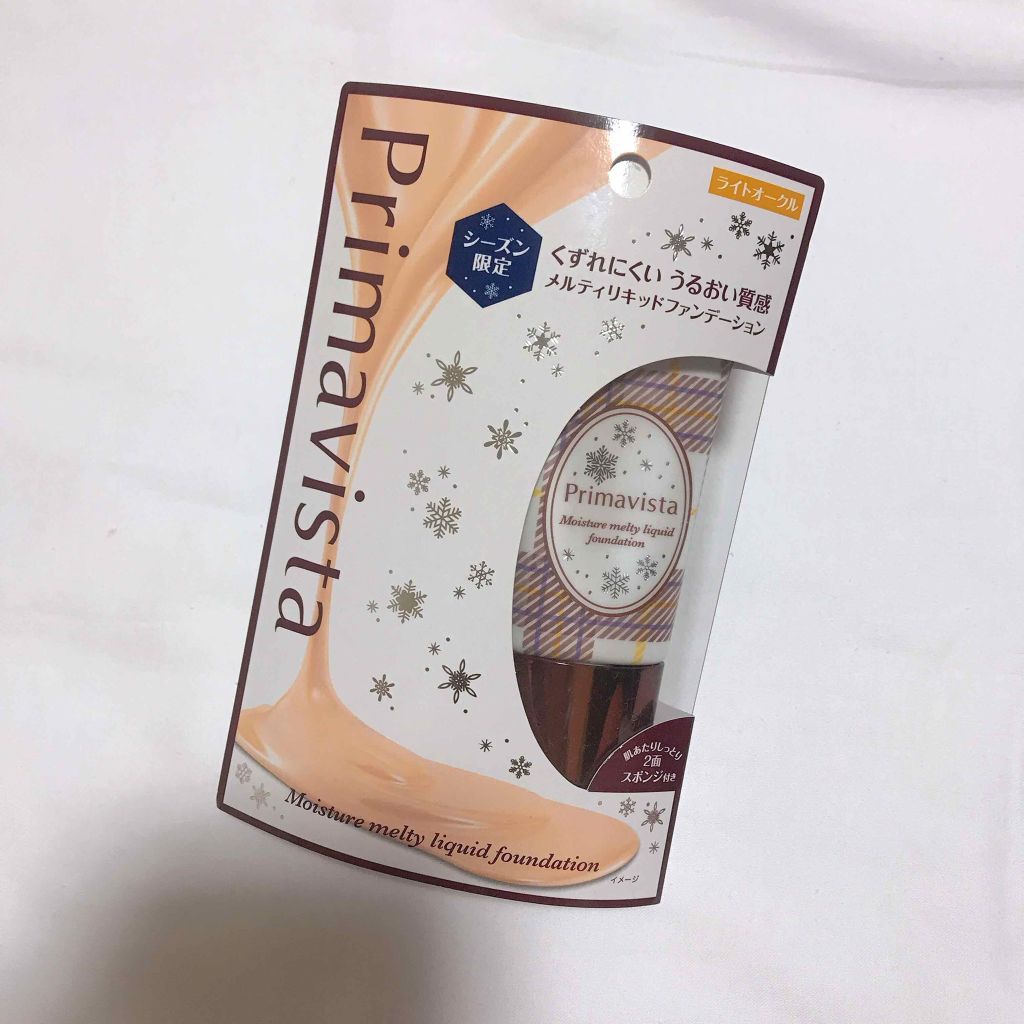 Primavista
ライトオークル
シーズン
限定
くずれにくい うるおい質感
メルティリキッドファンデーション
Primavista
Moisture melty liquid
foundation
肌あたりしっとり
2面
スポンジ付き
Moisture melty liquid foundation
イメージ